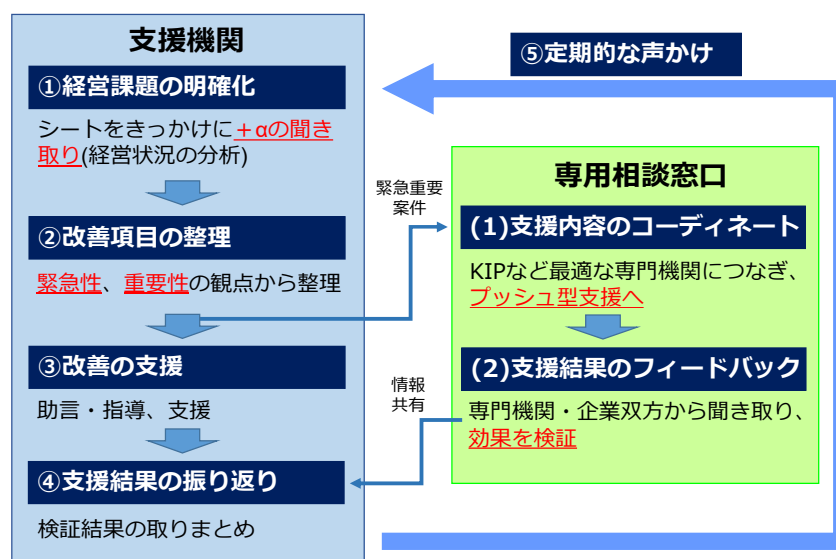 支援機関
①経営課題の明確化
シートをきっかけに＋αの聞き
取り(経営状況の分析)
②改善項目の整理
緊急性、重要性の観点から整理
③改善の支援
助言・指導、支援
④支援結果の振り返り
検証結果の取りまとめ
⑤定期的な声かけ
緊急重要
案件
情報
共有
専用相談窓口
(1)支援内容のコーディネート
KIPなど最適な専門機関につなぎ、
プッシュ型支援へ
(2)支援結果のフィードバック
専門機関・企業双方から聞き取り、
効果を検証